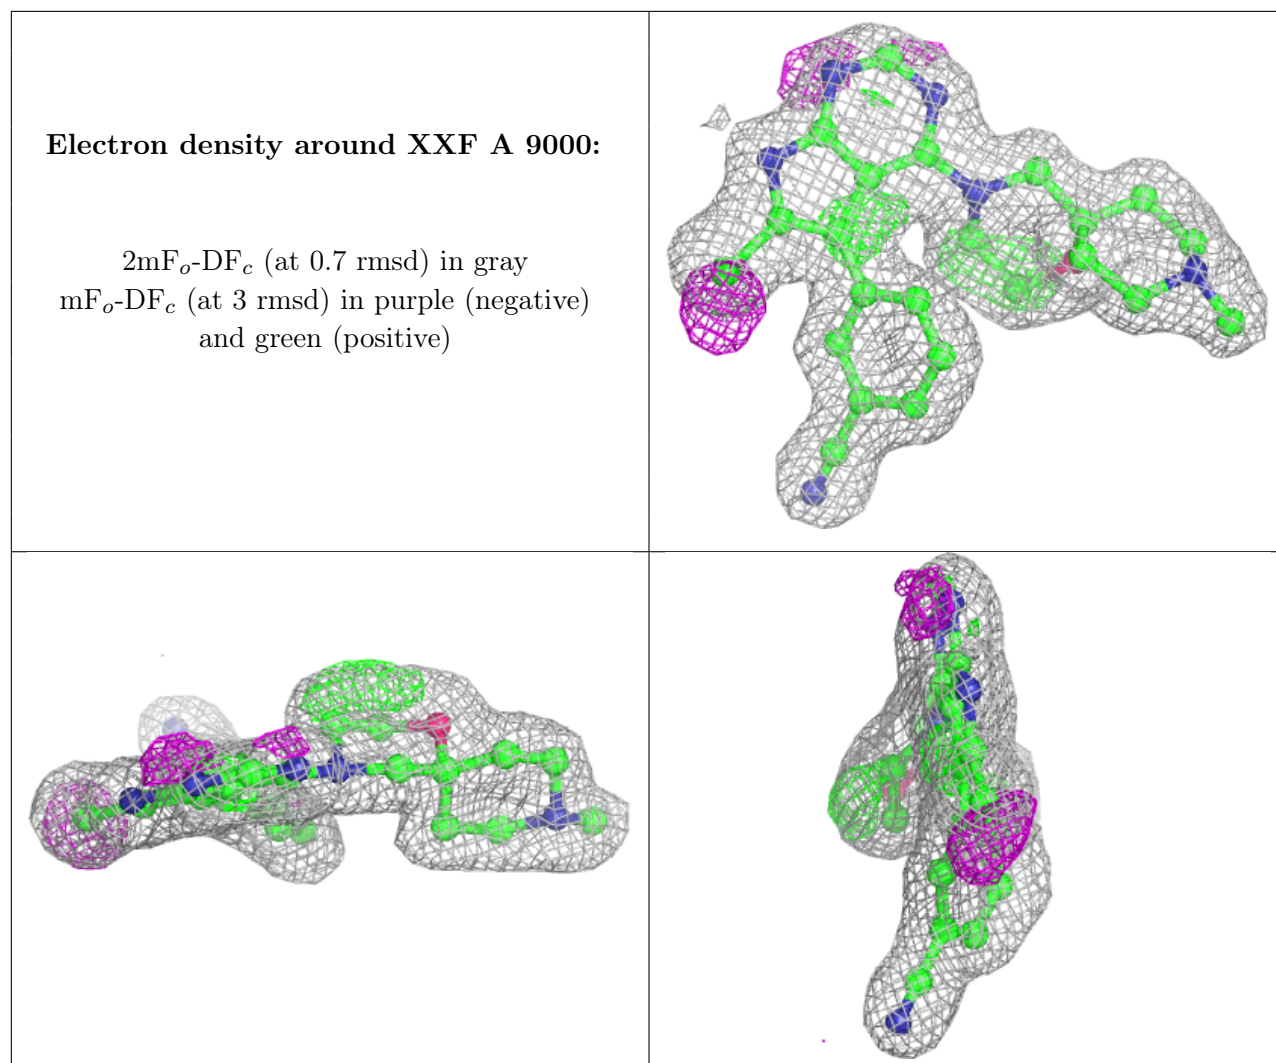 Electron density around XXF A 9000:
2mFo-DFc (at 0.7 rmsd) in gray
mFo-DFc (at 3 rmsd) in purple (negative)
and green (positive)